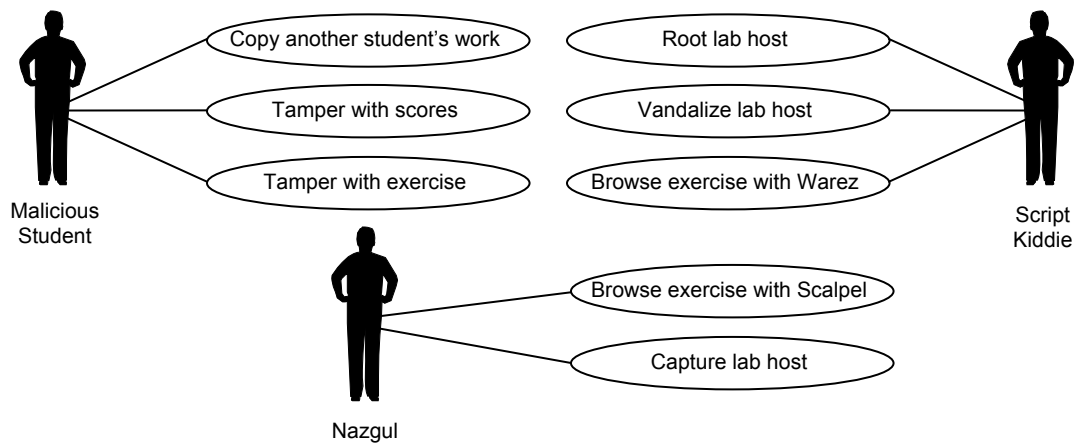 Copy another student's work
Root lab host
Tamper with scores
Vandalize lab host
Tamper with exercise
Browse exercise with Warez
Malicious
Student
Script
Kiddie
Browse exercise with Scalpel
Capture lab host
Nazgul